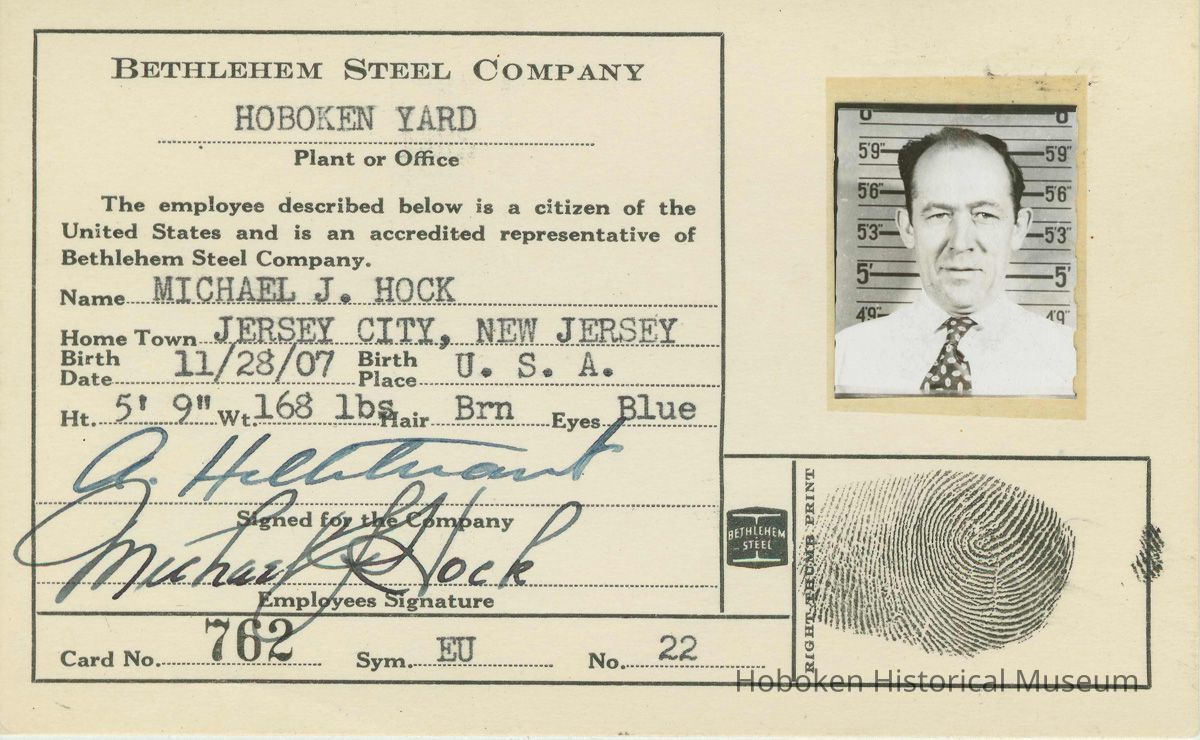 BETHLEHEM STEEL COMPANY
HOBOKEN YARD
Plant or Office
The employee described below is a citizen of the
United States and is an accredited representative of
Bethlehem Steel Company.
Name MICHAEL J. HOCK
Home Town JERSEY CITY, NEW JERSEY
Birth Date 11/28/07 Birth Place U. S. A.
Ht. 5' 9" Wt. 168 lbs Hair Brn Eyes Blue
A.
Signed for the Company
Michael J. Hock
Employees Signature
Card No. 762 Sym. EU No. 22
6 6
5'9" 5'9"
5'6" 5'6"
5'3" 5'3"
5' 5'
4'9" 4'9"
BETHLEHEM
STEEL
RIGHT THUMB PRINT
Hoboken Historical Museum